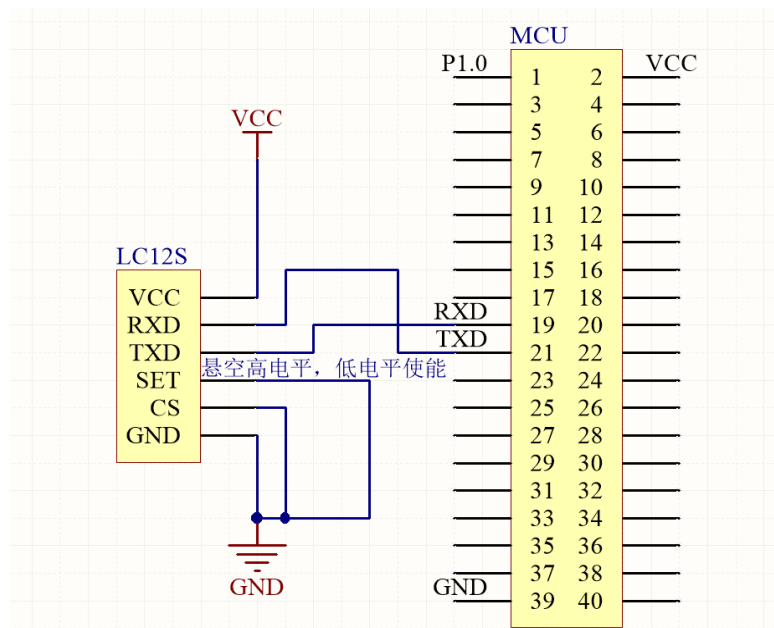 MCU
P1.0 1 2 VCC
3 4
5 6
7 8
9 10
11 12
13 14
15 16
17 18
RXD 19 20
TXD 21 22
23 24
25 26
27 28
29 30
31 32
33 34
35 36
37 38
GND 39 40
VCC
LC12S
VCC
RXD
TXD
悬空高电平，低电平使能
SET
CS
GND
GND